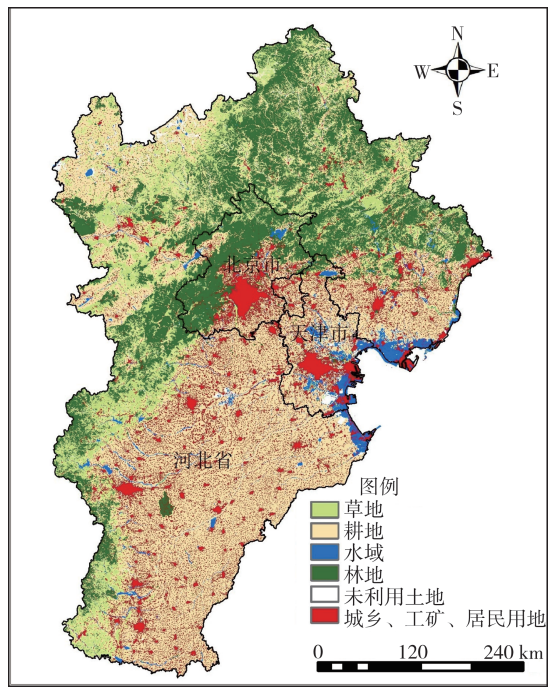 N
W E
S
北京市
天津市
河北省
图例
草地
耕地
水域
林地
未利用土地
城乡、工矿、居民用地
0 120 240 km